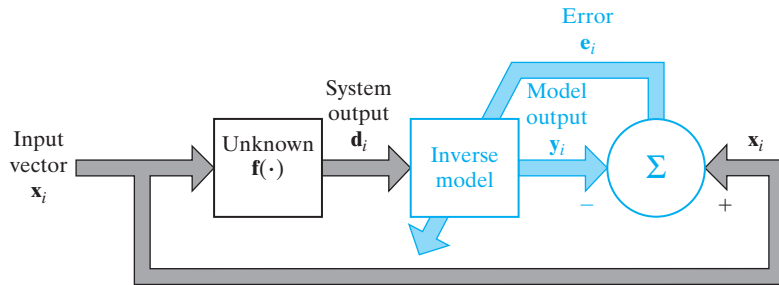 Error
e_i
System
output
d_i
Model
output
y_i
Input
vector
x_i
Unknown
f(·)
Inverse
model
Σ
x_i
−
+